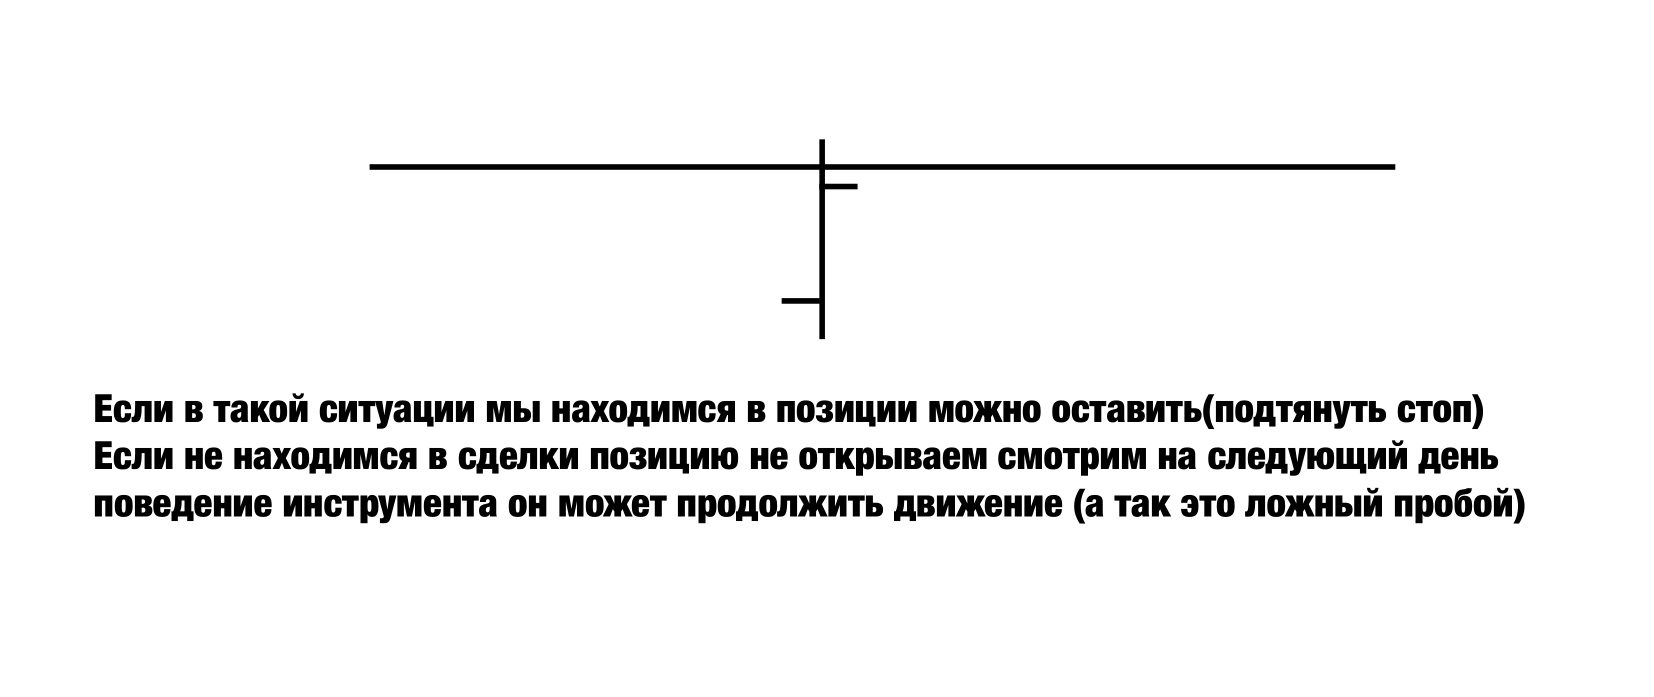 Если в такой ситуации мы находимся в позиции можно оставить(подтянуть стоп)
Если не находимся в сделки позицию не открываем смотрим на следующий день
поведение инструмента он может продолжить движение (а так это ложный пробой)